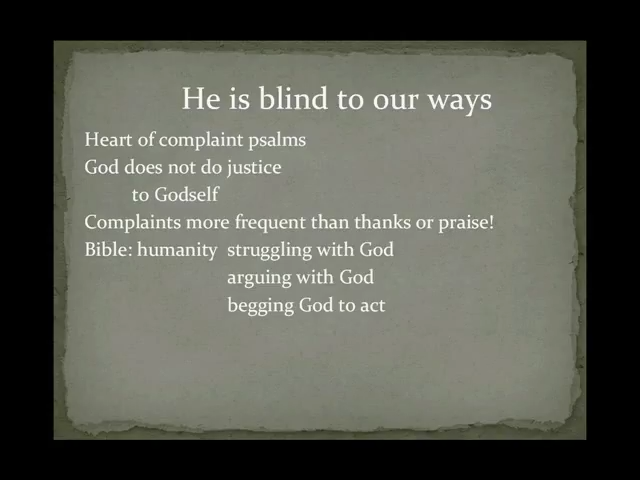 He is blind to our ways
Heart of complaint psalms
God does not do justice
to Godself
Complaints more frequent than thanks or praise!
Bible: humanity struggling with God
arguing with God
begging God to act